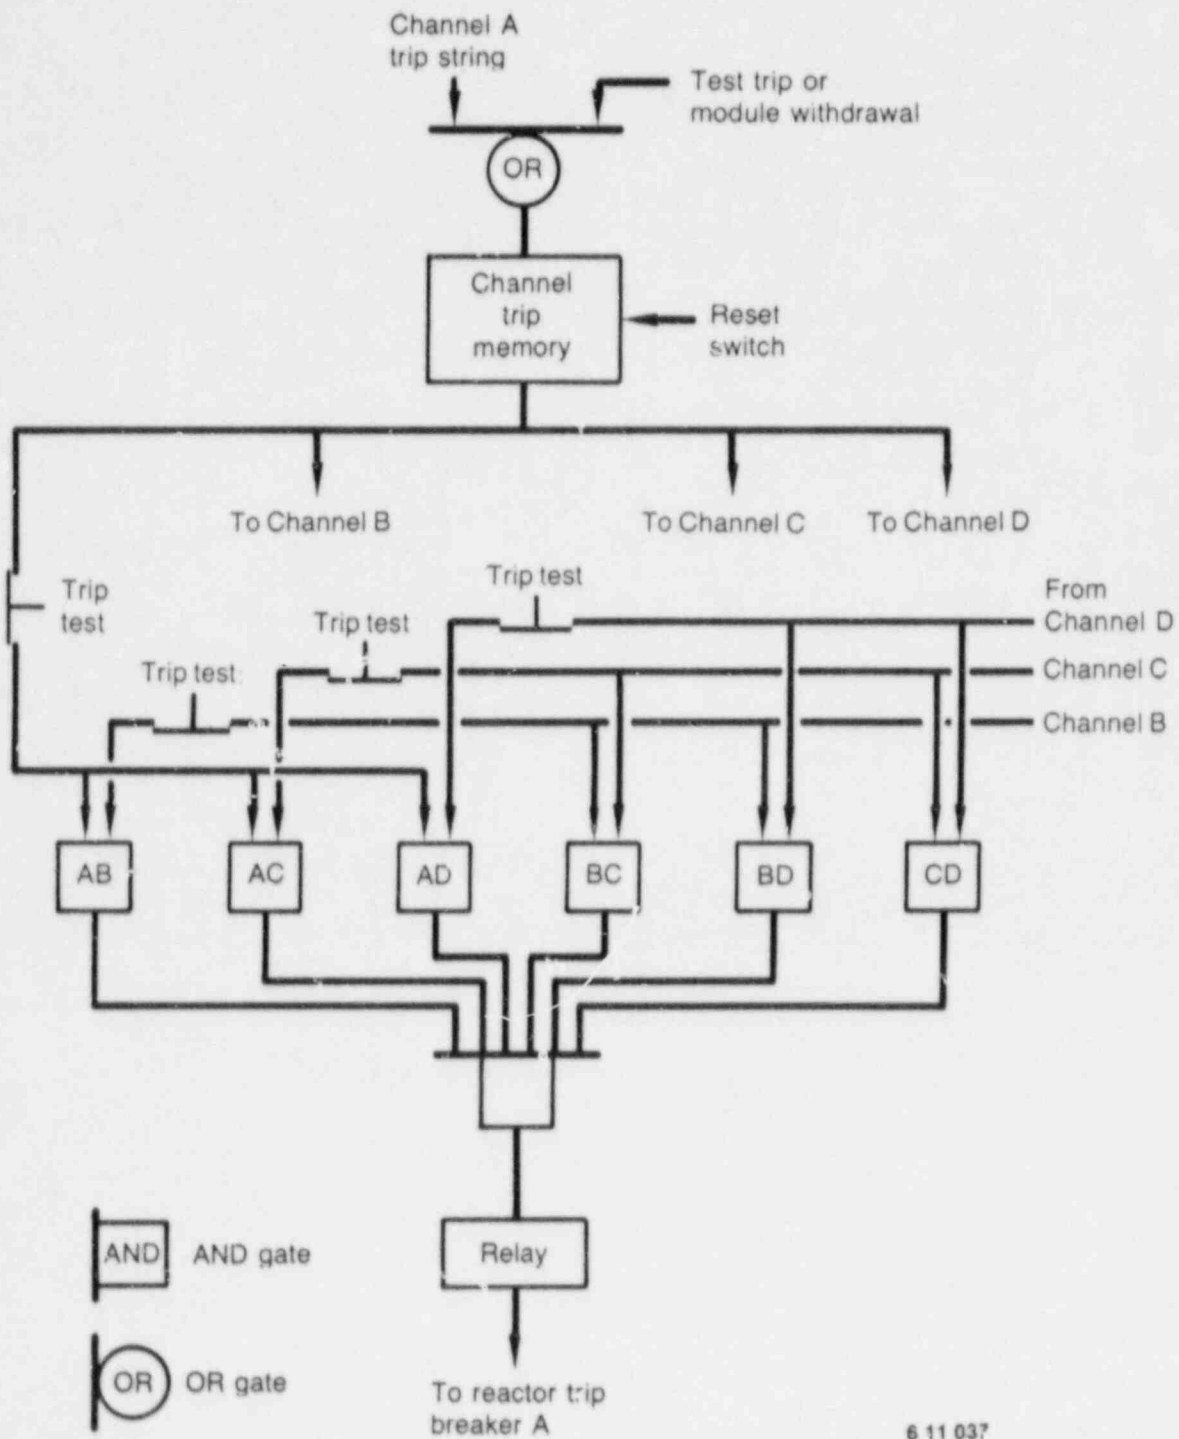 Channel A
trip string
Test trip or
module withdrawal
OR
Channel
trip
memory
Reset
switch
To Channel B
To Channel C
To Channel D
Trip
test
Trip test
Trip test
Trip test
From
Channel D
Channel C
Channel B
AB
AC
AD
BC
BD
CD
AND
AND gate
Relay
OR
OR gate
To reactor trip
breaker A
6 11 037